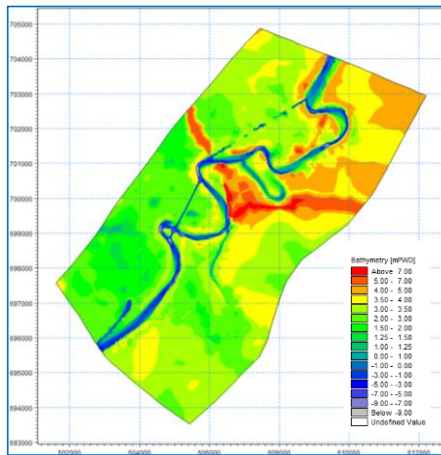 705000
704000
703000
702000
701000
700000
699000
698000
697000
696000
695000
694000
693000
602000
604000
606000
608000
610000
612000
Bathymetry [mPWD]
Above 7.00
5.00 - 7.00
4.00 - 5.00
3.50 - 4.00
3.00 - 3.50
2.00 - 3.00
1.50 - 2.00
1.25 - 1.50
1.00 - 1.25
0.00 - 1.00
-1.00 - 0.00
-3.00 - -1.00
-6.00 - -3.00
-7.00 - -5.00
-9.00 - -7.00
Below -9.00
Undefined Value